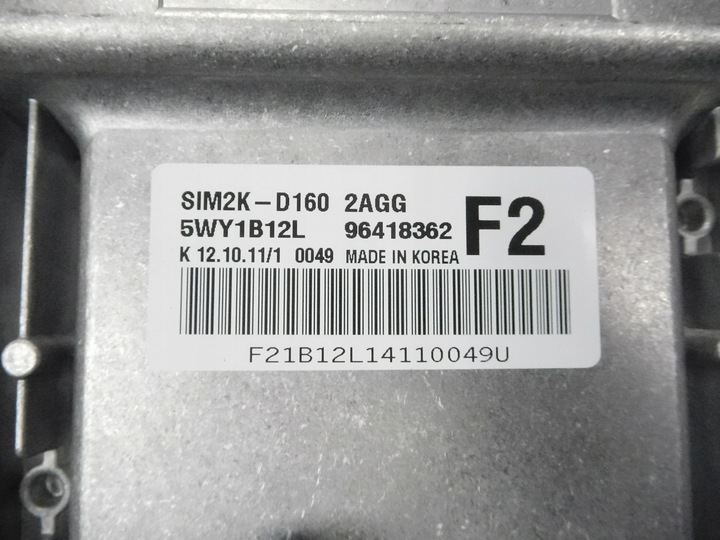 SIM2K-D160 2AGG
5WY1B12L 96418362 F2
K 12.10.11/1 0049 MADE IN KOREA
F21B12L14110049U